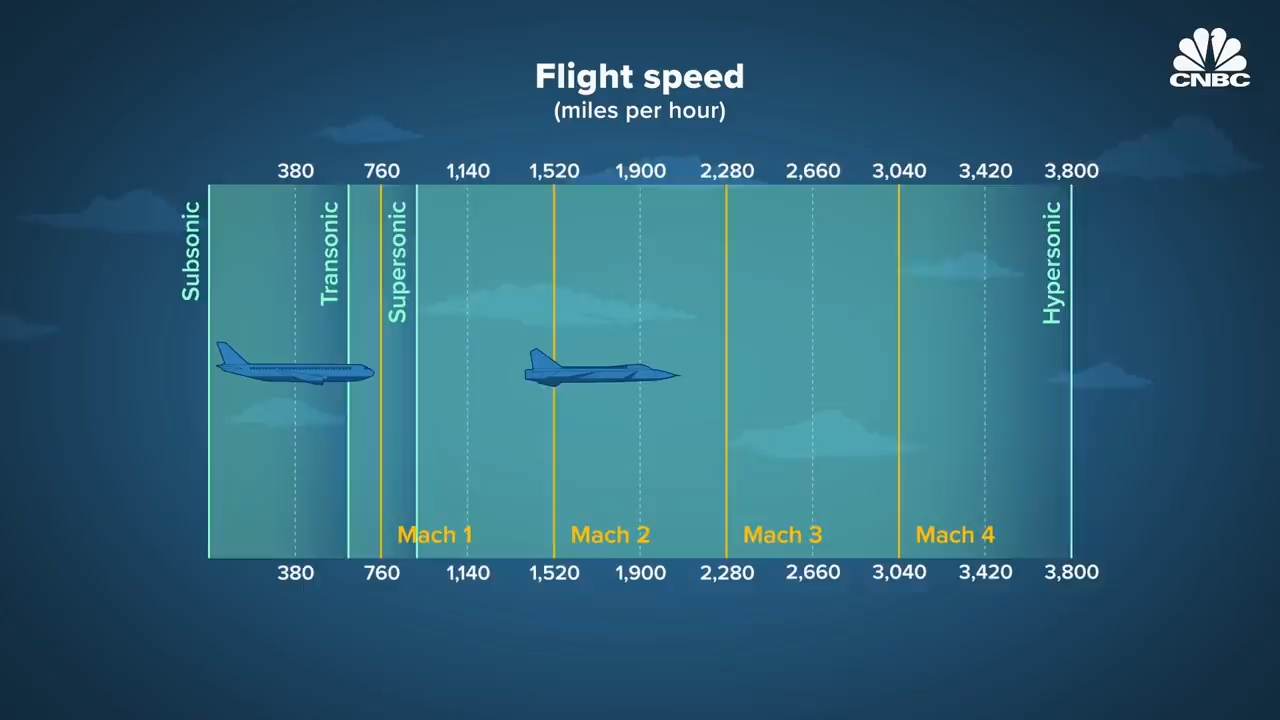 CNBC
Flight speed
(miles per hour)
380 760 1,140 1,520 1,900 2,280 2,660 3,040 3,420 3,800
Subsonic
Transonic
Supersonic
Hypersonic
Mach 1 Mach 2 Mach 3 Mach 4
380 760 1,140 1,520 1,900 2,280 2,660 3,040 3,420 3,800